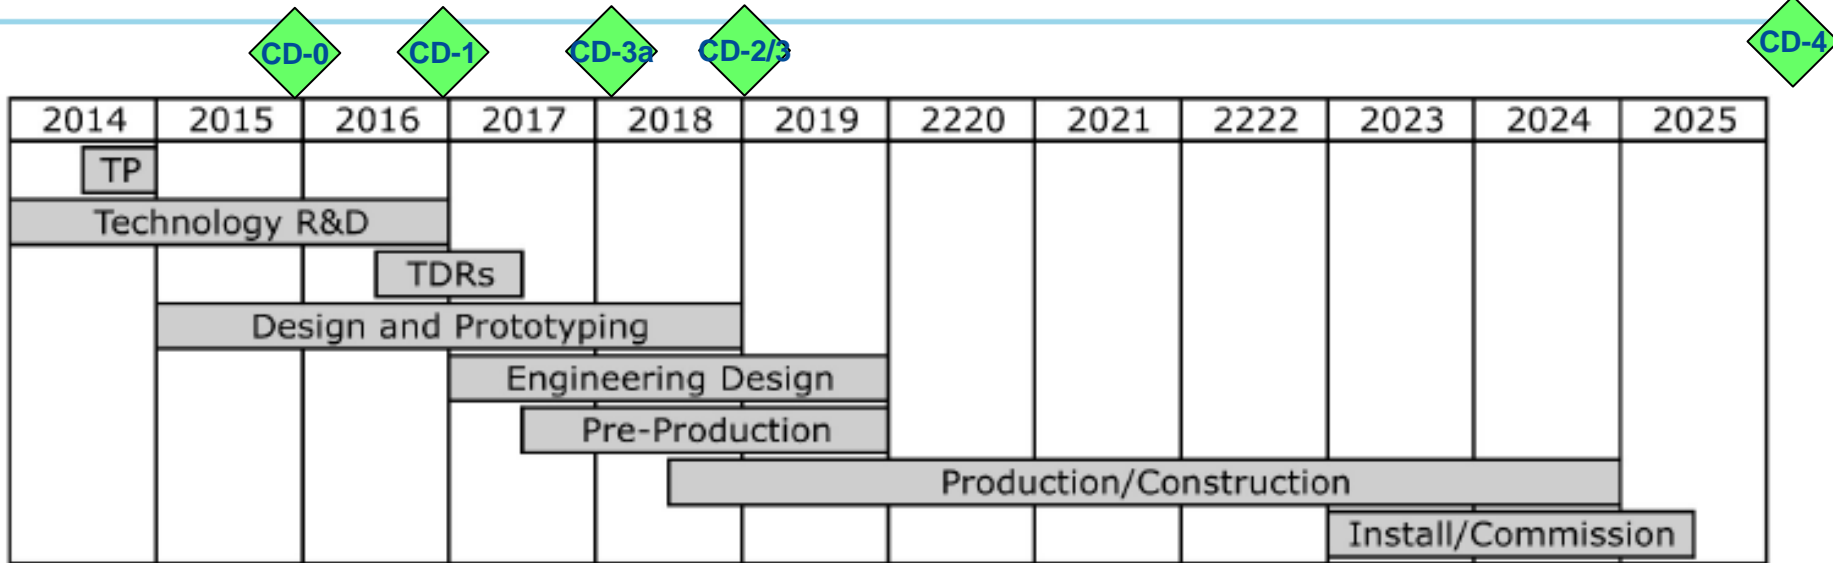 CD-0 CD-1 CD-3a CD-2/3 CD-4
2014 2015 2016 2017 2018 2019 2220 2021 2222 2023 2024 2025
TP
Technology R&D
TDRs
Design and Prototyping
Engineering Design
Pre-Production
Production/Construction
Install/Commission